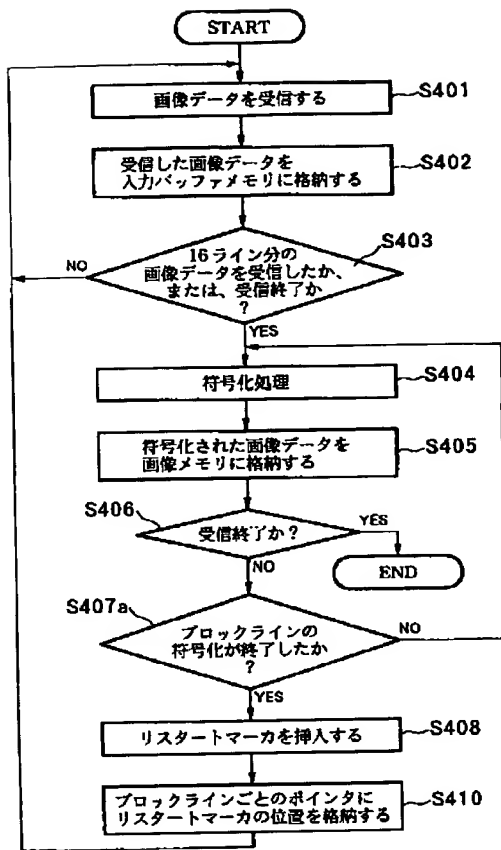 START
画像データを受信する
S401
受信した画像データを
入力バッファメモリに格納する
S402
16ライン分の
画像データを受信したか、
または、受信終了か
?
S403
NO
YES
符号化処理
S404
符号化された画像データを
画像メモリに格納する
S405
S406
受信終了か?
YES
END
NO
S407a
ブロックラインの
符号化が終了したか
?
NO
YES
リスタートマーカを挿入する
S408
ブロックラインごとのポインタに
リスタートマーカの位置を格納する
S410